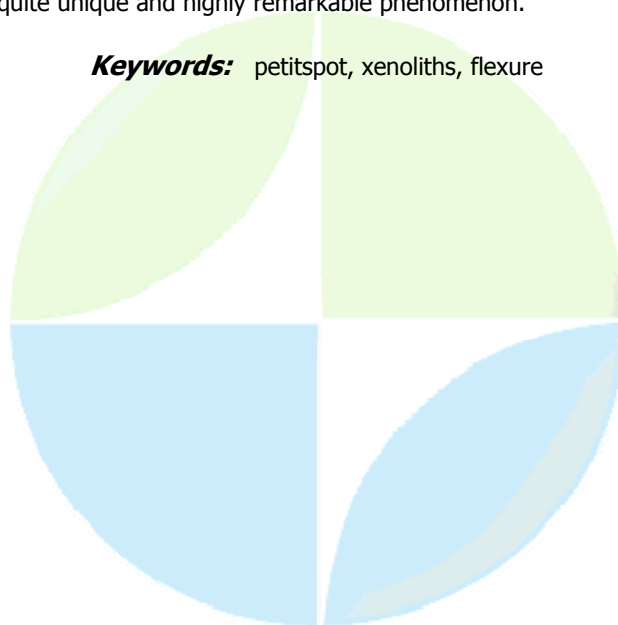 quite unique and highly remarkable phenomenon.
Keywords: petitspot, xenoliths, flexure